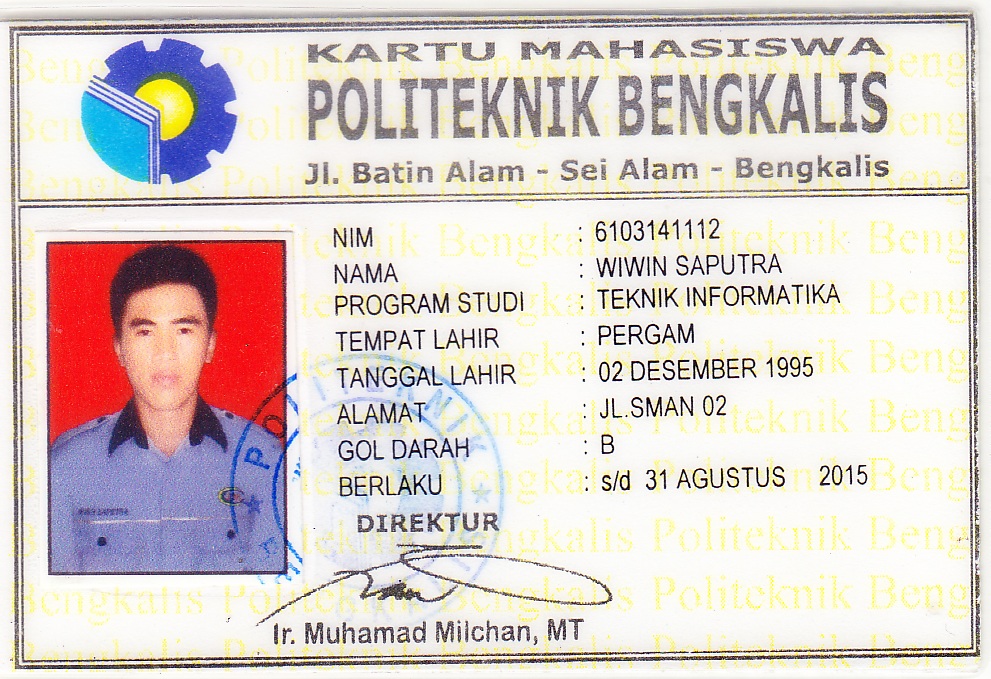 KARTU MAHASISWA
POLITEKNIK BENGKALIS
Jl. Batin Alam - Sei Alam - Bengkalis
NIM : 6103141112
NAMA : WIWIN SAPUTRA
PROGRAM STUDI : TEKNIK INFORMATIKA
TEMPAT LAHIR : PERGAM
TANGGAL LAHIR : 02 DESEMBER 1995
ALAMAT : JL.SMAN 02
GOL DARAH : B
BERLAKU : s/d 31 AGUSTUS 2015
POLITEKNIK
DIREKTUR
Ir. Muhamad Milchan, MT